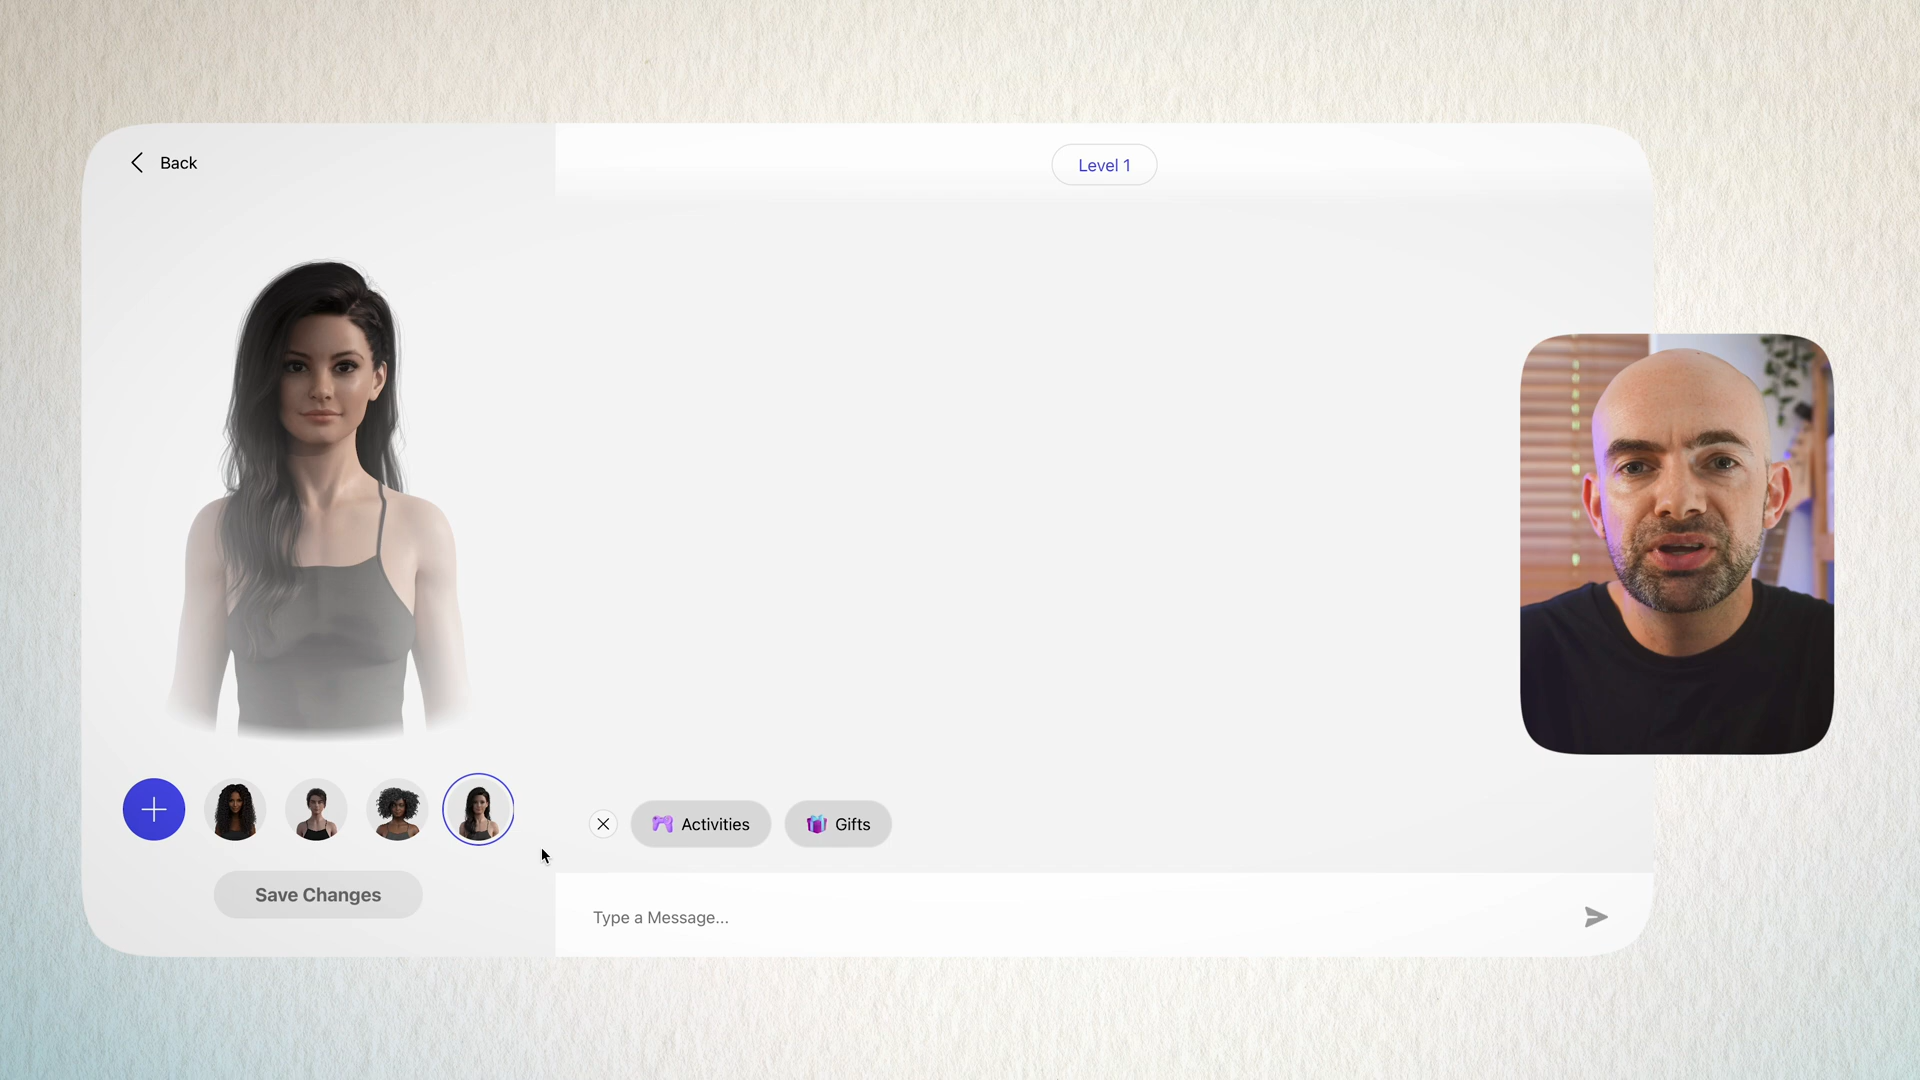 Back
Level 1
Activities
Gifts
Save Changes
Type a Message...